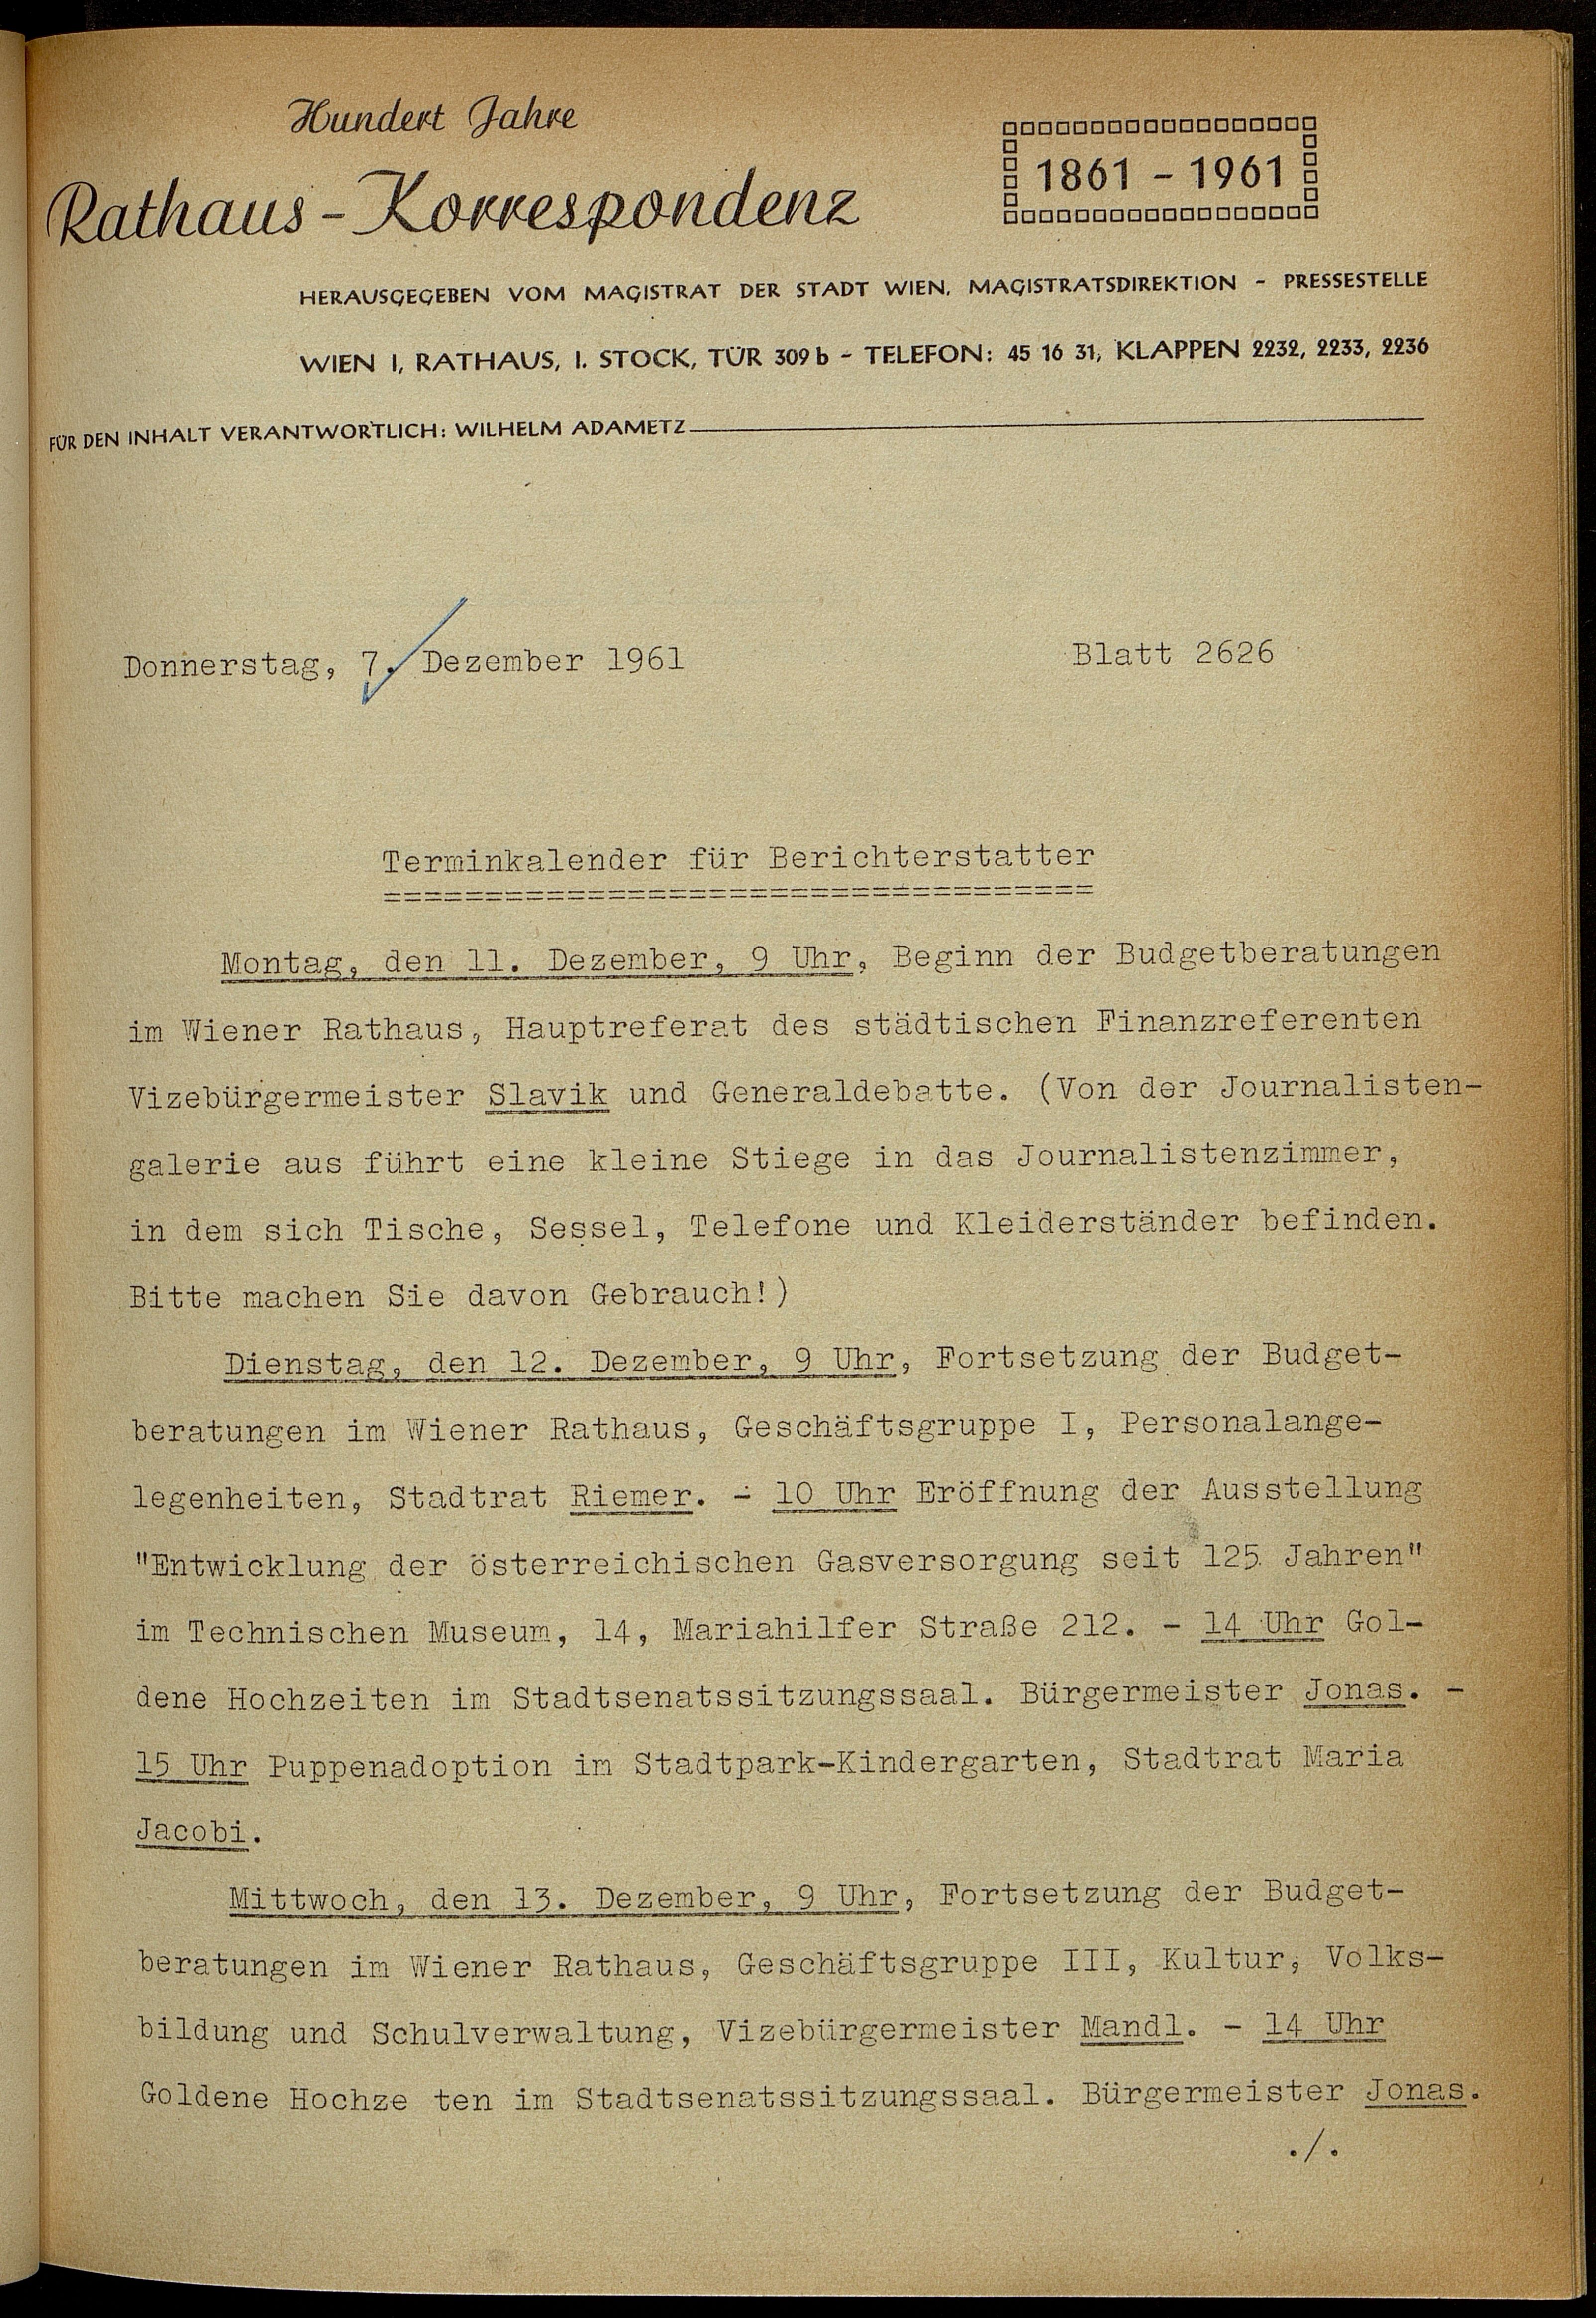 Hundert Jahre
Rathaus-Korrespondenz
1861 - 1961
HERAUSGEGEBEN VOM MAGISTRAT DER STADT WIEN, MAGISTRATSDIREKTION - PRESSESTELLE
WIEN I, RATHAUS, I. STOCK, TÜR 309 b - TELEFON: 45 16 31, KLAPPEN 2232, 2233, 2236
FÜR DEN INHALT VERANTWORTLICH: WILHELM ADAMETZ
Donnerstag, 7. Dezember 1961 Blatt 2626
Terminkalender für Berichterstatter
===================================
Montag, den 11. Dezember, 9 Uhr, Beginn der Budgetberatungen
im Wiener Rathaus, Hauptreferat des städtischen Finanzreferenten
Vizebürgermeister Slavik und Generaldebatte. (Von der Journalisten-
galerie aus führt eine kleine Stiege in das Journalistenzimmer,
in dem sich Tische, Sessel, Telefone und Kleiderständer befinden.
Bitte machen Sie davon Gebrauch!)
Dienstag, den 12. Dezember, 9 Uhr, Fortsetzung der Budget-
beratungen im Wiener Rathaus, Geschäftsgruppe I, Personalange-
legenheiten, Stadtrat Riemer. - 10 Uhr Eröffnung der Ausstellung
"Entwicklung der österreichischen Gasversorgung seit 125 Jahren"
im Technischen Museum, 14, Mariahilfer Straße 212. - 14 Uhr Gol-
dene Hochzeiten im Stadtsenatssitzungssaal. Bürgermeister Jonas. -
15 Uhr Puppenadoption im Stadtpark-Kindergarten, Stadtrat Maria
Jacobi.
Mittwoch, den 13. Dezember, 9 Uhr, Fortsetzung der Budget-
beratungen im Wiener Rathaus, Geschäftsgruppe III, Kultur, Volks-
bildung und Schulverwaltung, Vizebürgermeister Mandl. - 14 Uhr
Goldene Hochze ten im Stadtsenatssitzungssaal. Bürgermeister Jonas.
./.